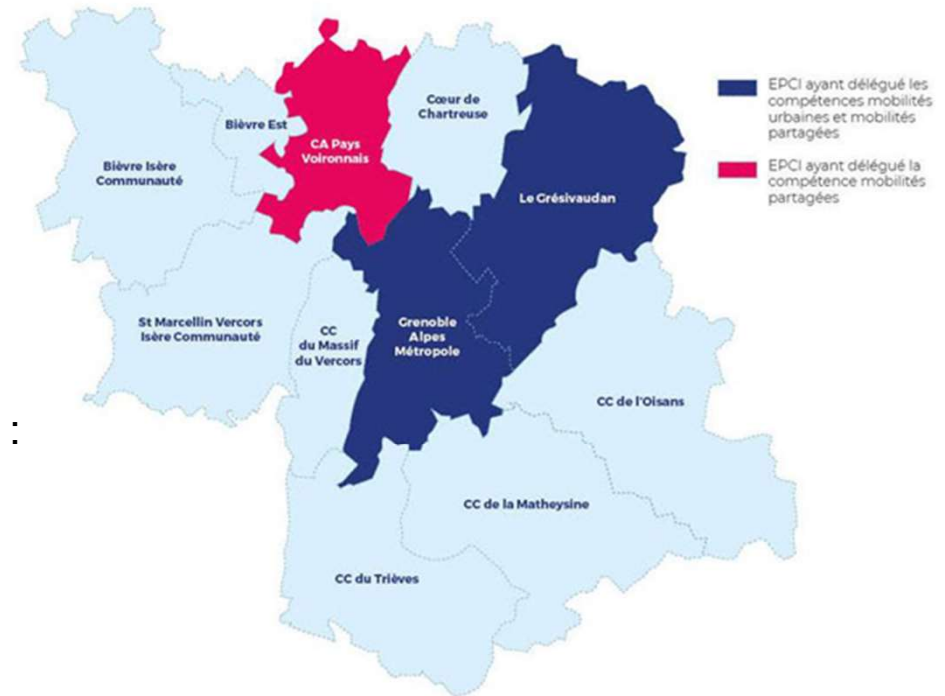 Bièvre Isère
Communauté
Bièvre Est
CA Pays
Voironnais
Cœur de
Chartreuse
Le Grésivaudan
EPCI ayant délégué les
compétences mobilités
urbaines et mobilités
partagées
EPCI ayant délégué la
compétence mobilités
partagées
St Marcellin Vercors
Isère Communauté
CC
du Massif
du Vercors
Grenoble
Alpes
Métropole
CC de l'Oisans
:
CC de la Matheysine
CC du Trièves